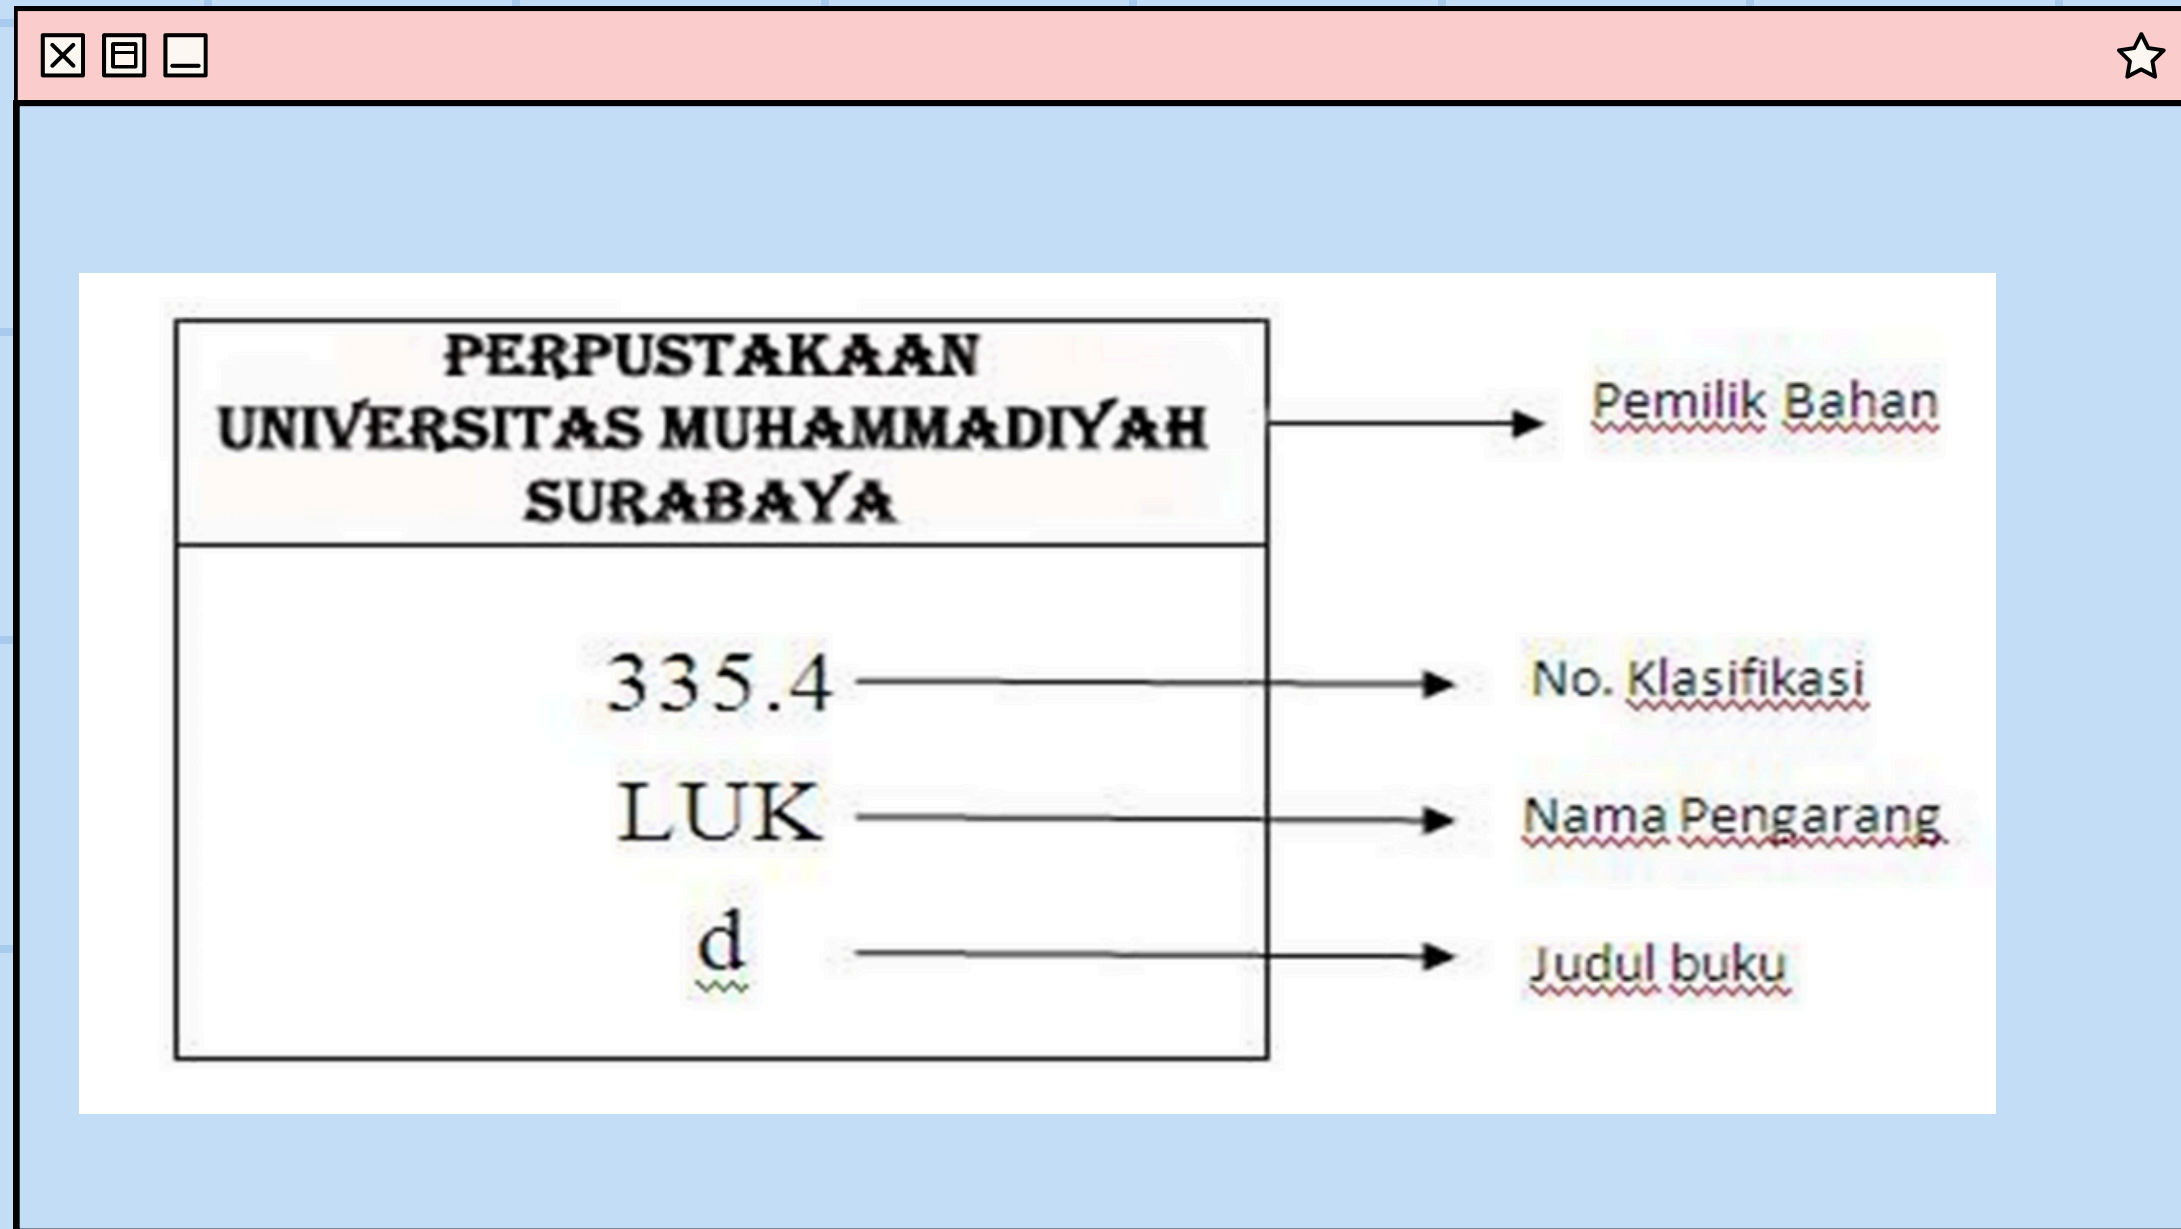 PERPUSTAKAAN
UNIVERSITAS MUHAMMADIYAH
SURABAYA
Pemilik Bahan
335.4
No. Klasifikasi
LUK
Nama Pengarang
d
Judul buku